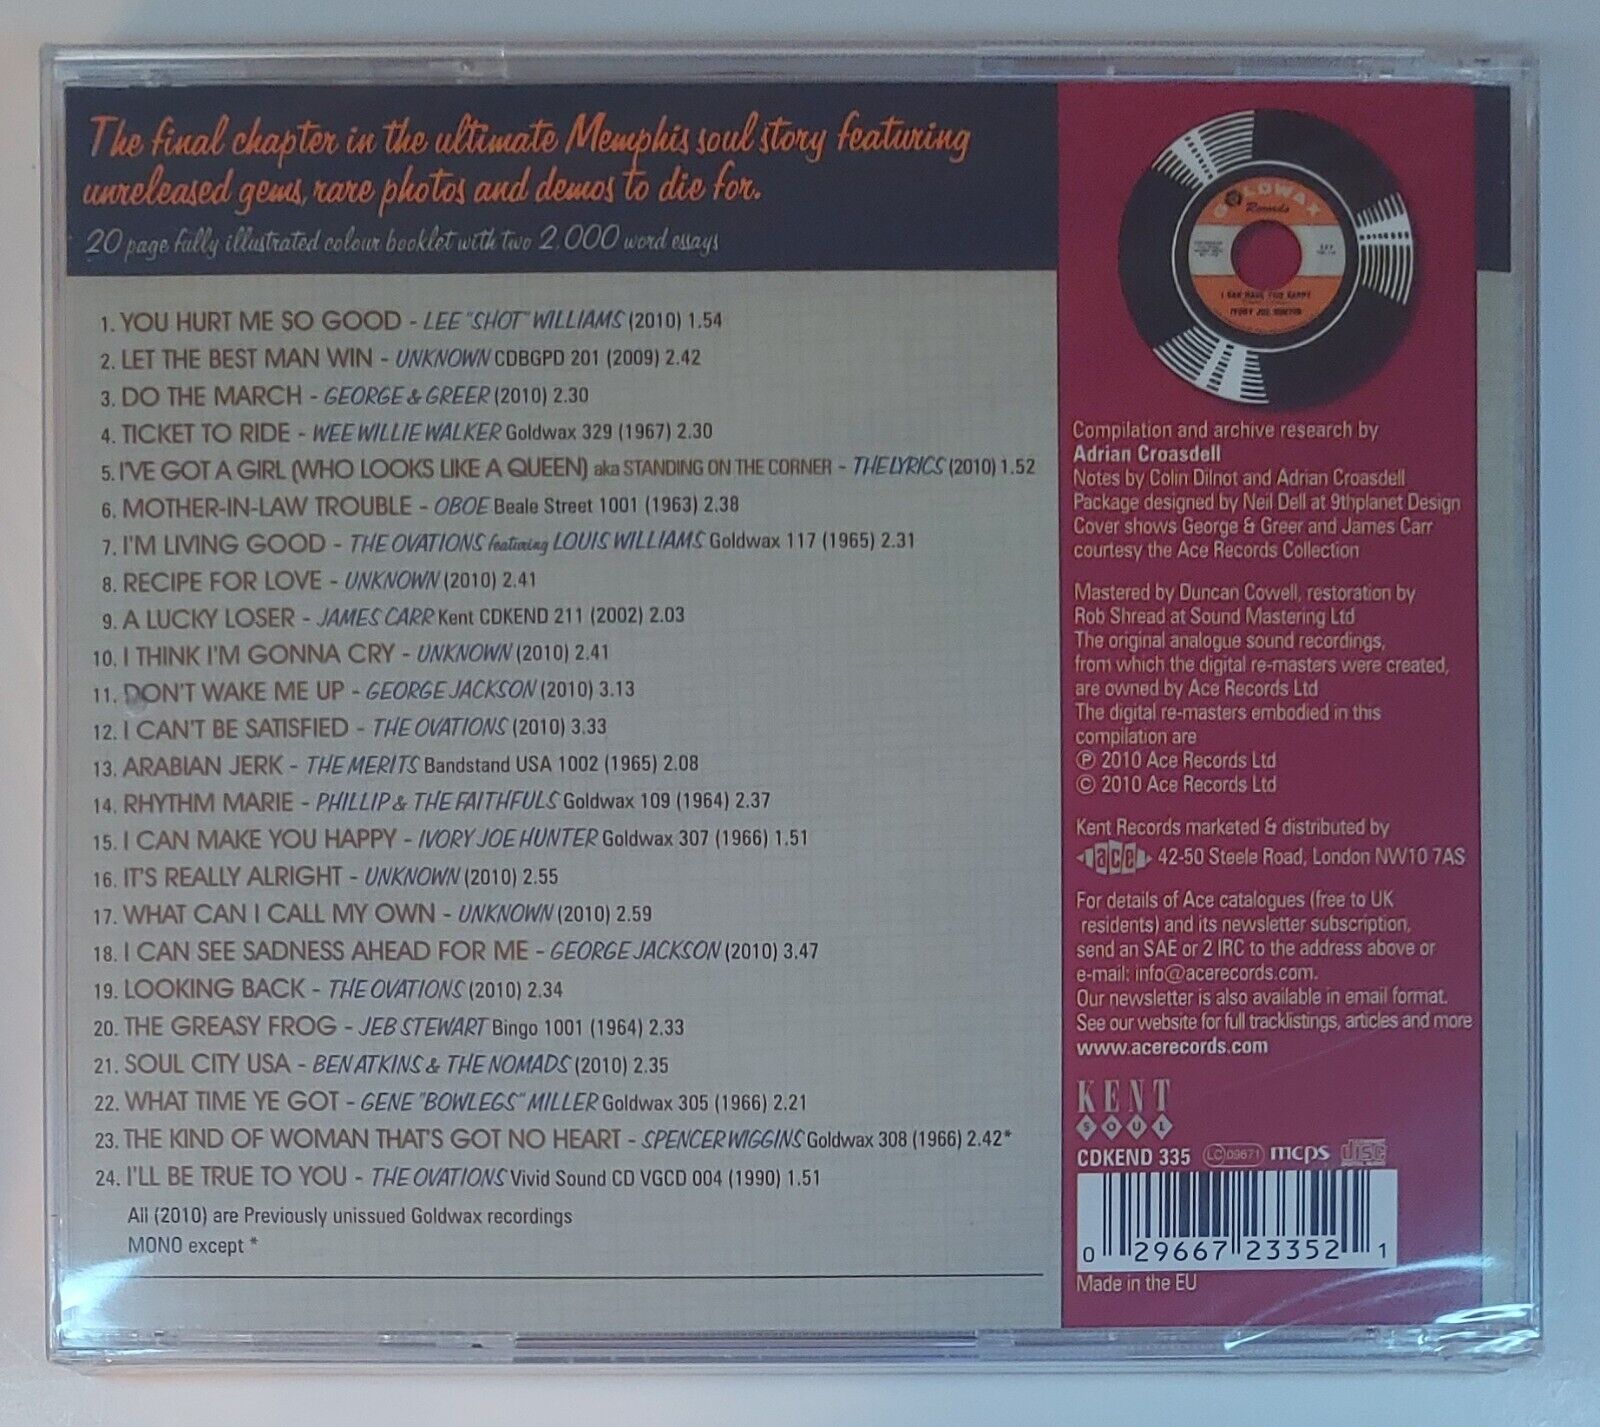 The final chapter in the ultimate Memphis soul story featuring
unreleased gems, rare photos and demos to die for.
20 page fully illustrated colour booklet with two 2,000 word essays
1. YOU HURT ME SO GOOD - LEE "SHOT" WILLIAMS (2010) 1.54
2. LET THE BEST MAN WIN - UNKNOWN CDBGPD 201 (2009) 2.42
3. DO THE MARCH - GEORGE & GREER (2010) 2.30
4. TICKET TO RIDE - WEE WILLIE WALKER Goldwax 329 (1967) 2.30
5. I'VE GOT A GIRL (WHO LOOKS LIKE A QUEEN) aka STANDING ON THE CORNER - THE LYRICS (2010) 1.52
6. MOTHER-IN-LAW TROUBLE - OBOE Beale Street 1001 (1963) 2.38
7. I'M LIVING GOOD - THE OVATIONS featuring LOUIS WILLIAMS Goldwax 117 (1965) 2.31
8. RECIPE FOR LOVE - UNKNOWN (2010) 2.41
9. A LUCKY LOSER - JAMES CARR Kent CDKEND 211 (2002) 2.03
10. I THINK I'M GONNA CRY - UNKNOWN (2010) 2.41
11. DON'T WAKE ME UP - GEORGE JACKSON (2010) 3.13
12. I CAN'T BE SATISFIED - THE OVATIONS (2010) 3.33
13. ARABIAN JERK - THE MERITS Bandstand USA 1002 (1965) 2.08
14. RHYTHM MARIE - PHILLIP & THE FAITHFULS Goldwax 109 (1964) 2.37
15. I CAN MAKE YOU HAPPY - IVORY JOE HUNTER Goldwax 307 (1966) 1.51
16. IT'S REALLY ALRIGHT - UNKNOWN (2010) 2.55
17. WHAT CAN I CALL MY OWN - UNKNOWN (2010) 2.59
18. I CAN SEE SADNESS AHEAD FOR ME - GEORGE JACKSON (2010) 3.47
19. LOOKING BACK - THE OVATIONS (2010) 2.34
20. THE GREASY FROG - JEB STEWART Bingo 1001 (1964) 2.33
21. SOUL CITY USA - BEN ATKINS & THE NOMADS (2010) 2.35
22. WHAT TIME YE GOT - GENE "BOWLEGS" MILLER Goldwax 305 (1966) 2.21
23. THE KIND OF WOMAN THAT'S GOT NO HEART - SPENCER WIGGINS Goldwax 308 (1966) 2.42*
24. I'LL BE TRUE TO YOU - THE OVATIONS Vivid Sound CD VGCD 004 (1990) 1.51
All (2010) are Previously unissued Goldwax recordings
MONO except *
GOLDWAX
Records
I CAN MAKE YOU HAPPY
IVORY JOE HUNTER
Compilation and archive research by
Adrian Croasdell
Notes by Colin Dilnot and Adrian Croasdell
Package designed by Neil Dell at 9thplanet Design
Cover shows George & Greer and James Carr
courtesy the Ace Records Collection
Mastered by Duncan Cowell, restoration by
Rob Shread at Sound Mastering Ltd
The original analogue sound recordings,
from which the digital re-masters were created,
are owned by Ace Records Ltd
The digital re-masters embodied in this
compilation are
℗ 2010 Ace Records Ltd
© 2010 Ace Records Ltd
Kent Records marketed & distributed by
ace 42-50 Steele Road, London NW10 7AS
For details of Ace catalogues (free to UK
residents) and its newsletter subscription,
send an SAE or 2 IRC to the address above or
e-mail: info@acerecords.com.
Our newsletter is also available in email format.
See our website for full tracklistings, articles and more
www.acerecords.com
KENT
SOUL
CDKEND 335 LC 09671 mcps disc
0 29667 23352 1
Made in the EU